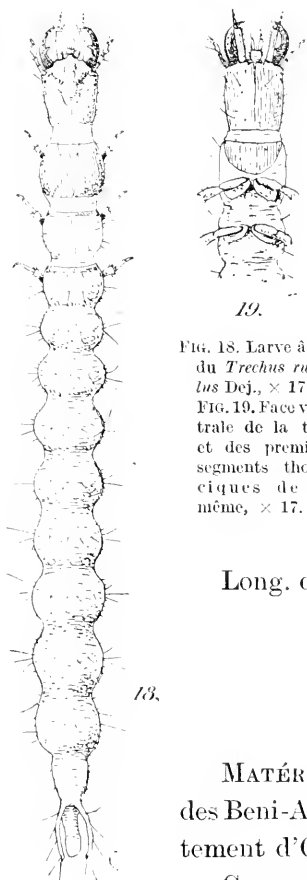 19.
FIG. 18. Larve â
du Trechus ru
lus Dej., × 17
FIG. 19. Face v
trale de la t
et des premi
segments tho
ciques de
même, × 17.
Long. d
18.
MATÉR
des Beni-A
tement d'O